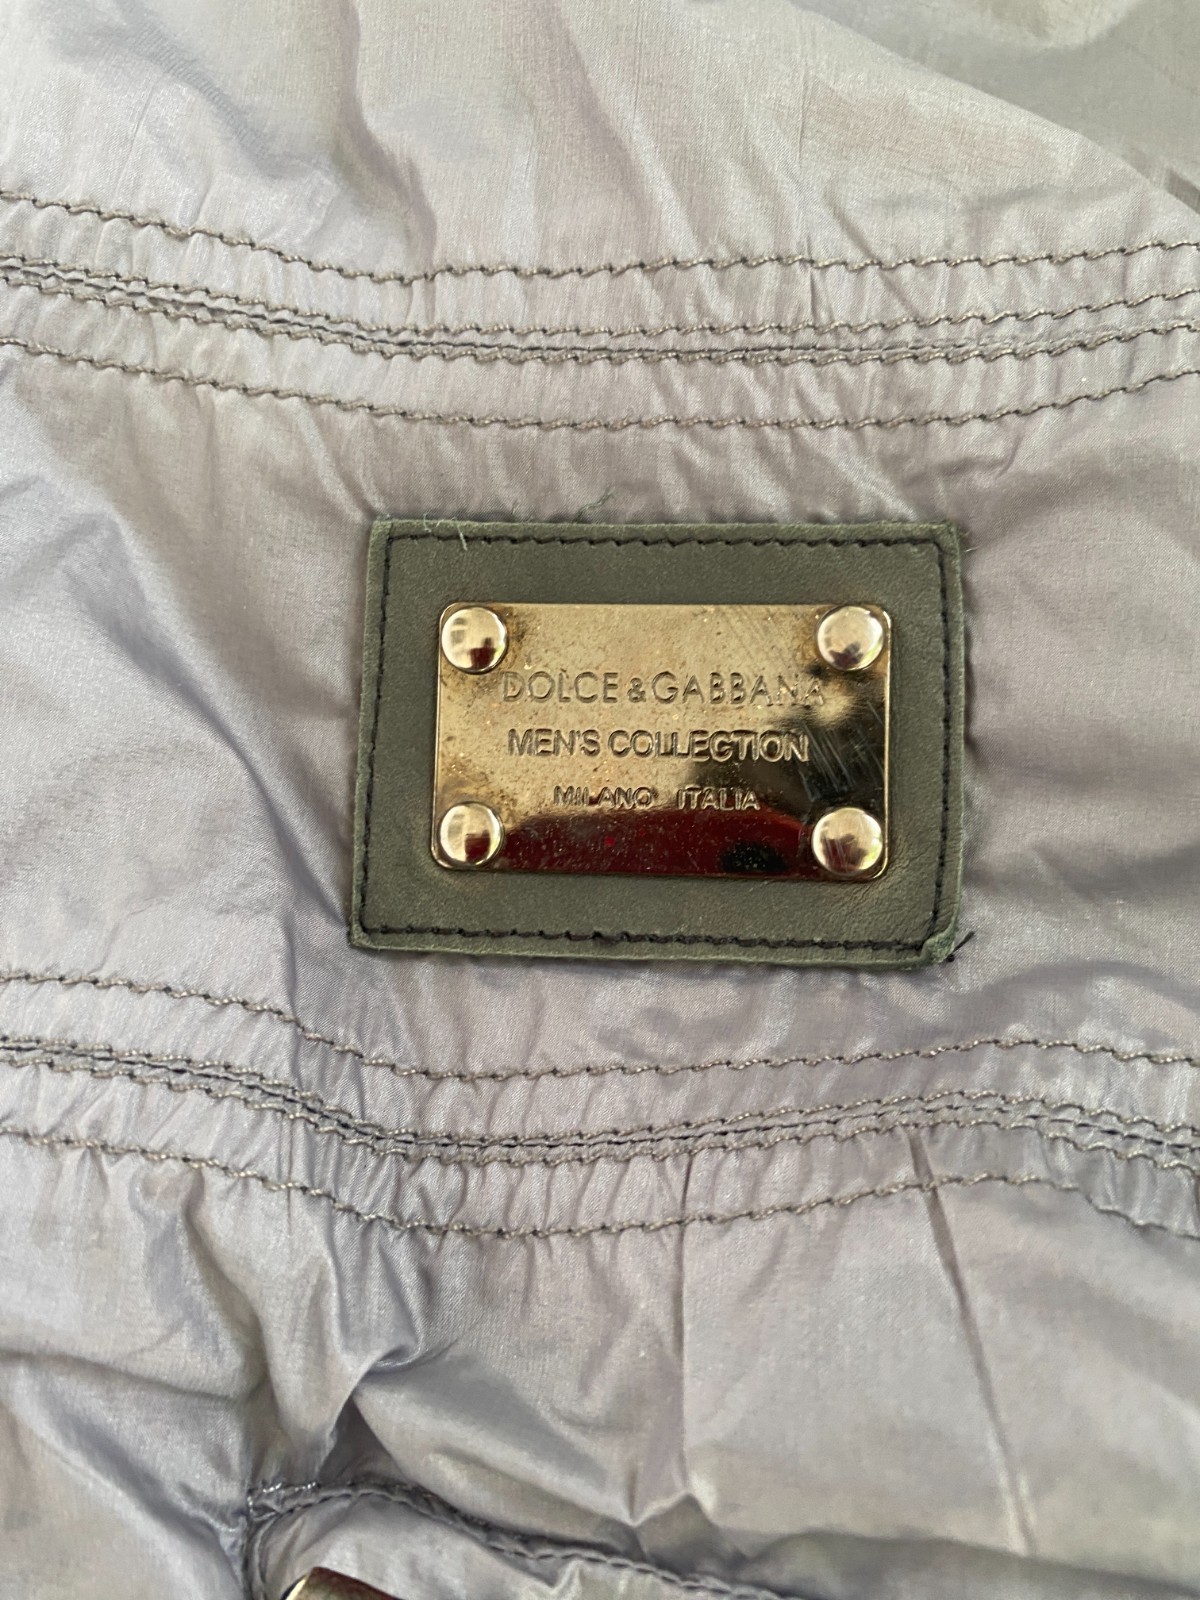 DOLCE & GABBANA
MEN'S COLLECTION
MILANO ITALIA